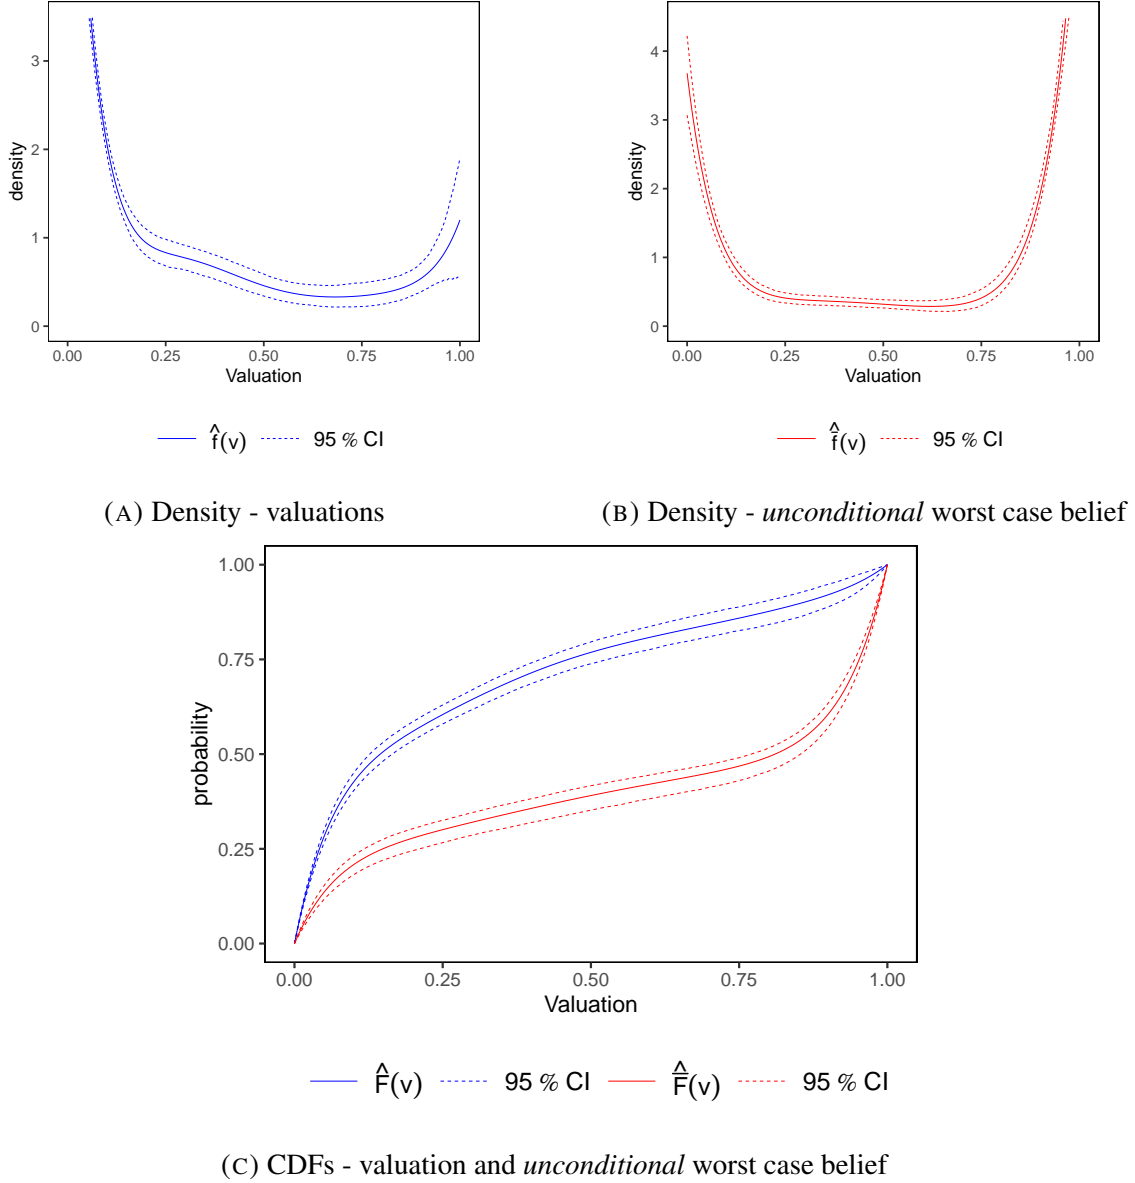 density
3
2
1
0
0.00 0.25 0.50 0.75 1.00
Valuation
f̂(v) 95 % CI
(A) Density - valuations
density
4
3
2
1
0
0.00 0.25 0.50 0.75 1.00
Valuation
f̄̂(v) 95 % CI
(B) Density - unconditional worst case belief
probability
1.00
0.75
0.50
0.25
0.00
0.00 0.25 0.50 0.75 1.00
Valuation
F̂(v) 95 % CI F̄̂(v) 95 % CI
(C) CDFs - valuation and unconditional worst case belief